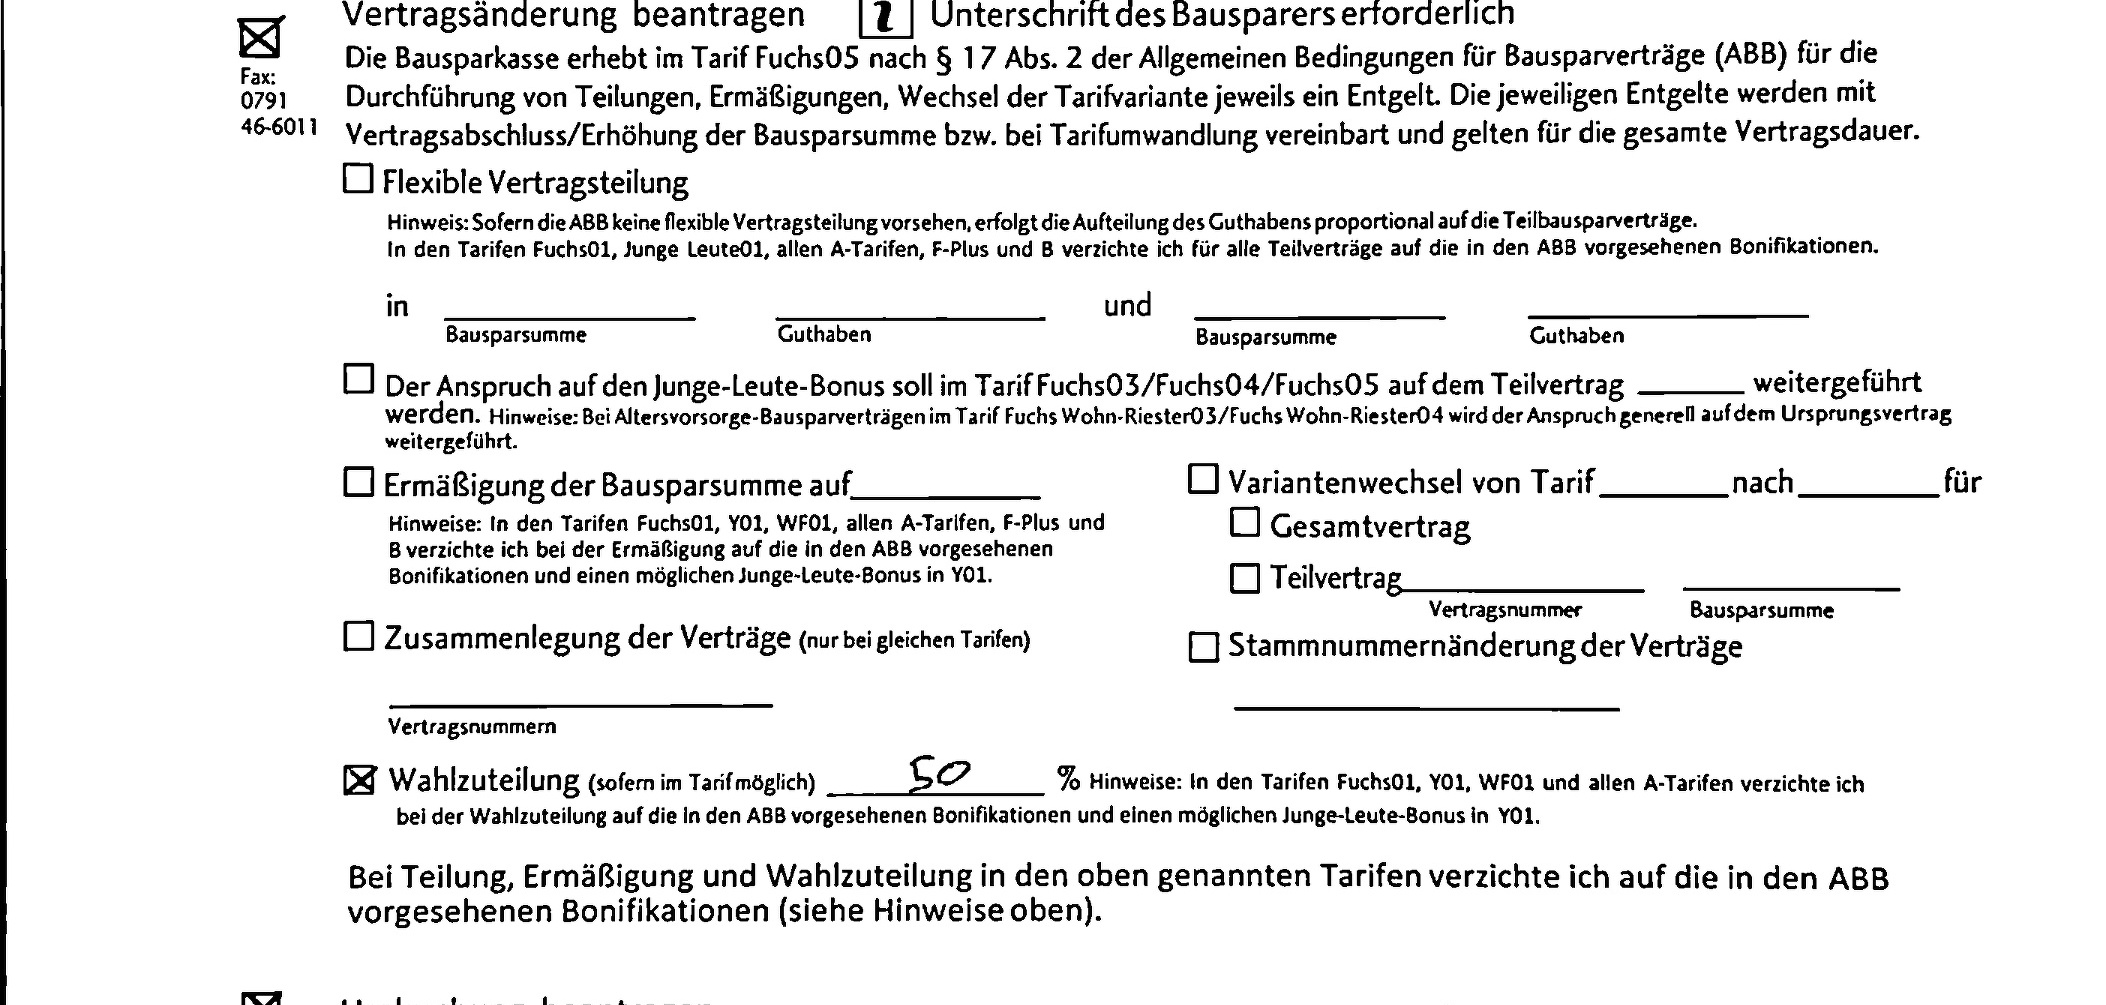 Vertragsänderung beantragen i Unterschrift des Bausparers erforderlich
Fax:
0791
46-6011
Die Bausparkasse erhebt im Tarif Fuchs05 nach § 17 Abs. 2 der Allgemeinen Bedingungen für Bausparverträge (ABB) für die
Durchführung von Teilungen, Ermäßigungen, Wechsel der Tarifvariante jeweils ein Entgelt. Die jeweiligen Entgelte werden mit
Vertragsabschluss/Erhöhung der Bausparsumme bzw. bei Tarifumwandlung vereinbart und gelten für die gesamte Vertragsdauer.
Flexible Vertragsteilung
Hinweis: Sofern die ABB keine flexible Vertragsteilung vorsehen, erfolgt die Aufteilung des Guthabens proportional auf die Teilbausparverträge.
In den Tarifen Fuchs01, Junge Leute01, allen A-Tarifen, F-Plus und B verzichte ich für alle Teilverträge auf die in den ABB vorgesehenen Bonifikationen.
in und
Bausparsumme Guthaben Bausparsumme Guthaben
Der Anspruch auf den Junge-Leute-Bonus soll im Tarif Fuchs03/Fuchs04/Fuchs05 auf dem Teilvertrag weitergeführt
werden. Hinweise: Bei Altersvorsorge-Bausparverträgen im Tarif Fuchs Wohn-Riester03/Fuchs Wohn-Riester04 wird der Anspruch generell auf dem Ursprungsvertrag
weitergeführt.
Ermäßigung der Bausparsumme auf
Hinweise: In den Tarifen Fuchs01, Y01, WF01, allen A-Tarifen, F-Plus und
B verzichte ich bei der Ermäßigung auf die in den ABB vorgesehenen
Bonifikationen und einen möglichen Junge-Leute-Bonus in Y01.
Variantenwechsel von Tarif nach für
Gesamtvertrag
Teilvertrag
Vertragsnummer Bausparsumme
Zusammenlegung der Verträge (nur bei gleichen Tarifen)
Vertragsnummern
Stammnummernänderung der Verträge
Wahlzuteilung (sofern im Tarif möglich) 50 % Hinweise: In den Tarifen Fuchs01, Y01, WF01 und allen A-Tarifen verzichte ich
bei der Wahlzuteilung auf die in den ABB vorgesehenen Bonifikationen und einen möglichen Junge-Leute-Bonus in Y01.
Bei Teilung, Ermäßigung und Wahlzuteilung in den oben genannten Tarifen verzichte ich auf die in den ABB
vorgesehenen Bonifikationen (siehe Hinweise oben).